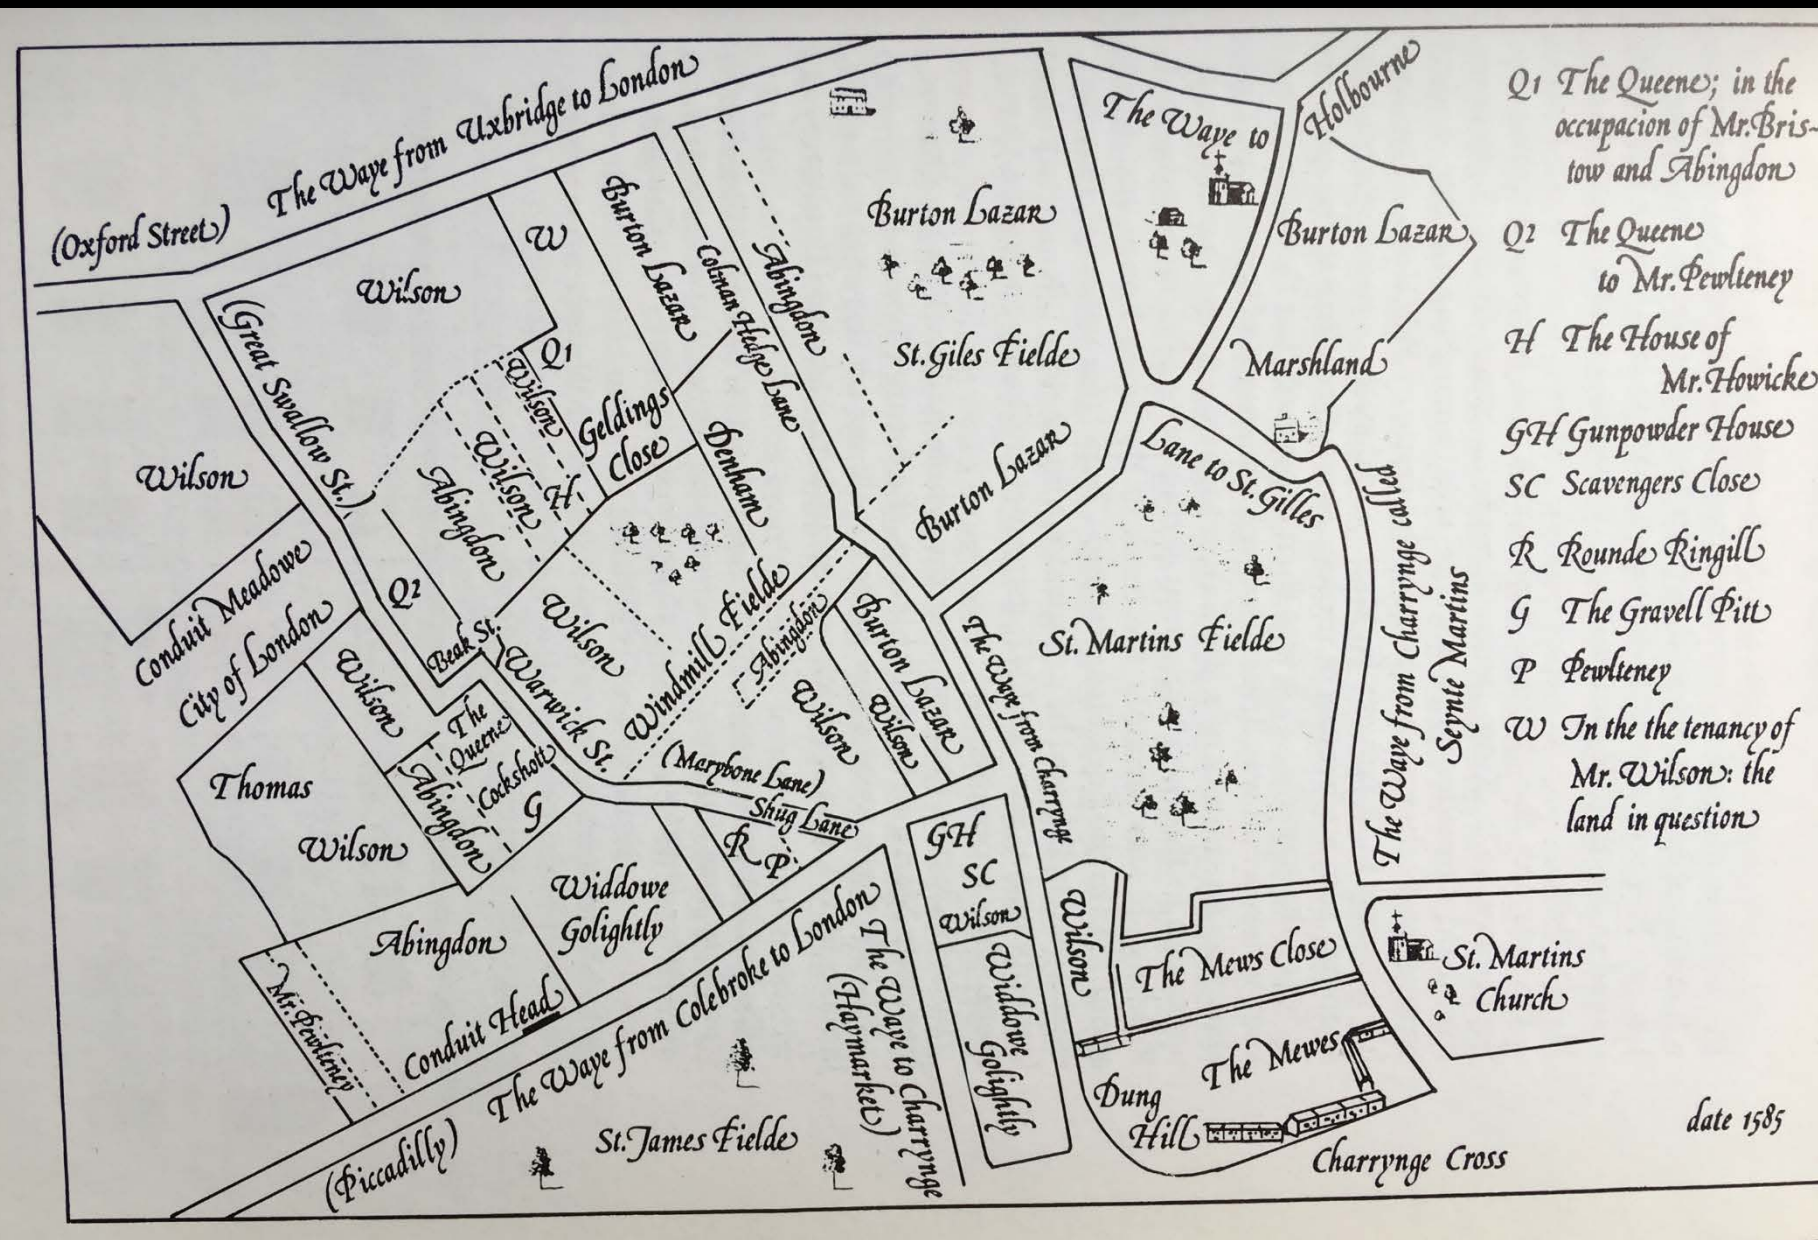 (Oxford Street)
The Waye from Uxbridge to London
The Waye to
Holbourne
Wilson
W
Burton Lazar
Colman Hedge Lane
Abingdon
Burton Lazar
Burton Lazar
St. Giles Fielde
Marshland
(Great Swallow St.)
Wilson
Q1
Wilson
Geldings
Close
Denham
Wilson
H
Abingdon
Burton Lazar
Lane to St. Gilles
Conduit Meadowe
City of London
Q2
Beak St.
Warwick St.
Wilson
Windmill Fielde
Abingdon
Burton Lazar
Wilson
Wilson
St. Martins Fielde
The Waye from Charrynge
The Waye from Charrynge called
Seynte Martins
Wilson
The
Queene
Cockshott
G
Abingdon
Thomas
Wilson
(Marybone Lane)
Shug Lane
R
P
Widdowe
Golightly
GH
SC
Wilson
Wilson
Widdowe
Golightly
The Mews Close
St. Martins
Church
Abingdon
Mr. Pewlteney
Conduit Head
The Waye from Colebroke to London
(Piccadilly)
The Waye to Charrynge
(Haymarket)
St. James Fielde
Dung
Hill
The Mewes
Charrynge Cross
Q1 The Queene; in the
occupacion of Mr. Bris-
tow and Abingdon
Q2 The Queene
to Mr. Pewlteney
H The House of
Mr. Howicke
GH Gunpowder House
SC Scavengers Close
R Rounde Ringill
G The Gravell Pitt
P Pewlteney
W In the the tenancy of
Mr. Wilson: the
land in question
date 1585